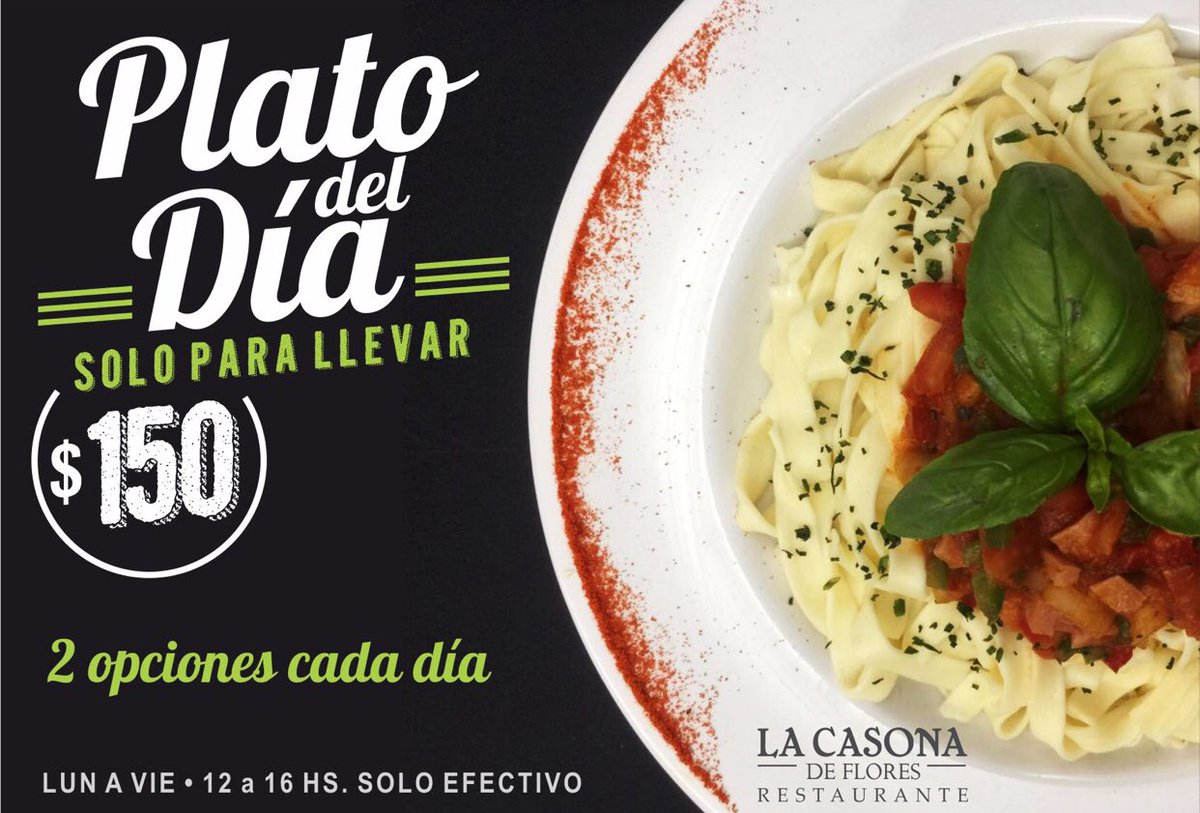 Plato
del
Día
SOLO PARA LLEVAR
$150
2 opciones cada día
LUN A VIE • 12 a 16 HS. SOLO EFECTIVO
LA CASONA
DE FLORES
RESTAURANTE